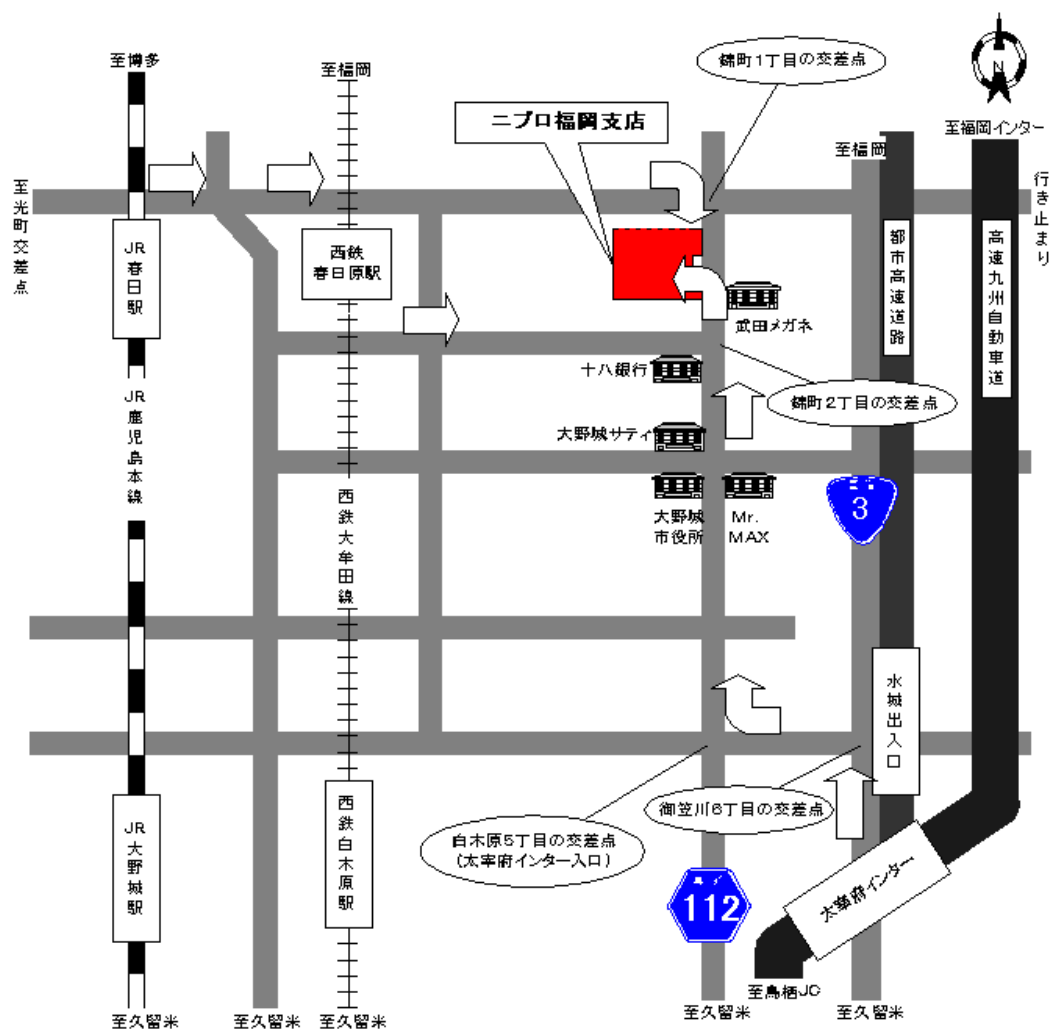 至博多
至福岡
錦町1丁目の交差点
N
ニプロ福岡支店
至福岡インター
至福岡
至光町交差点
行き止まり
JR春日駅
西鉄
春日原駅
都市高速道路
高速九州自動車道
武田メガネ
十八銀行
錦町2丁目の交差点
JR鹿児島本線
大野城サティ
西鉄大牟田線
大野城
市役所
Mr.
MAX
3
水城出入口
御笠川6丁目の交差点
白木原5丁目の交差点
(太宰府インター入口)
JR大野城駅
西鉄白木原駅
112
太宰府インター
至鳥栖JC
至久留米
至久留米
至久留米
至久留米
至久留米